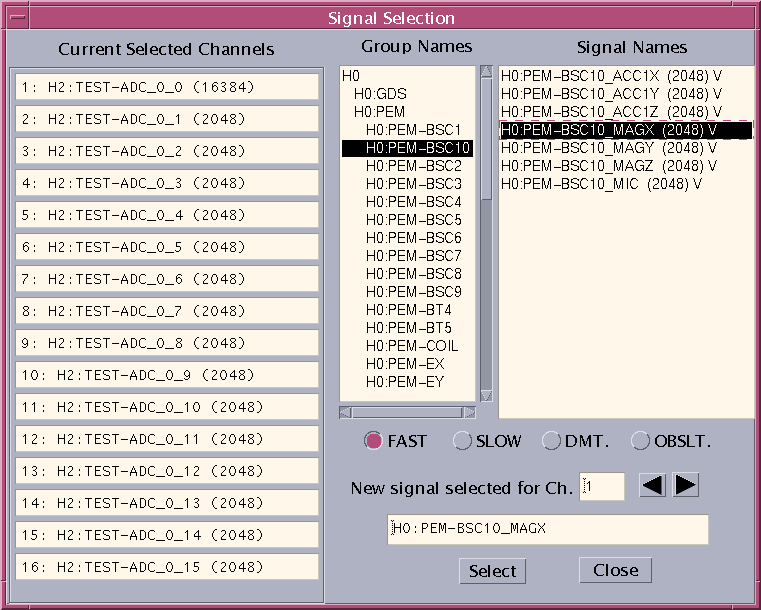 Signal Selection
Current Selected Channels
1: H2:TEST-ADC_0_0 (16384)
2: H2:TEST-ADC_0_1 (2048)
3: H2:TEST-ADC_0_2 (2048)
4: H2:TEST-ADC_0_3 (2048)
5: H2:TEST-ADC_0_4 (2048)
6: H2:TEST-ADC_0_5 (2048)
7: H2:TEST-ADC_0_6 (2048)
8: H2:TEST-ADC_0_7 (2048)
9: H2:TEST-ADC_0_8 (2048)
10: H2:TEST-ADC_0_9 (2048)
11: H2:TEST-ADC_0_10 (2048)
12: H2:TEST-ADC_0_11 (2048)
13: H2:TEST-ADC_0_12 (2048)
14: H2:TEST-ADC_0_13 (2048)
15: H2:TEST-ADC_0_14 (2048)
16: H2:TEST-ADC_0_15 (2048)
Group Names
H0
H0:GDS
H0:PEM
H0:PEM-BSC1
H0:PEM-BSC10
H0:PEM-BSC2
H0:PEM-BSC3
H0:PEM-BSC4
H0:PEM-BSC5
H0:PEM-BSC6
H0:PEM-BSC7
H0:PEM-BSC8
H0:PEM-BSC9
H0:PEM-BT4
H0:PEM-BT5
H0:PEM-COIL
H0:PEM-EX
H0:PEM-EY
Signal Names
H0:PEM-BSC10_ACC1X (2048) V
H0:PEM-BSC10_ACC1Y (2048) V
H0:PEM-BSC10_ACC1Z (2048) V
H0:PEM-BSC10_MAGX (2048) V
H0:PEM-BSC10_MAGY (2048) V
H0:PEM-BSC10_MAGZ (2048) V
H0:PEM-BSC10_MIC (2048) V
FAST SLOW DMT. OBSLT.
New signal selected for Ch. 1
H0:PEM-BSC10_MAGX
Select Close